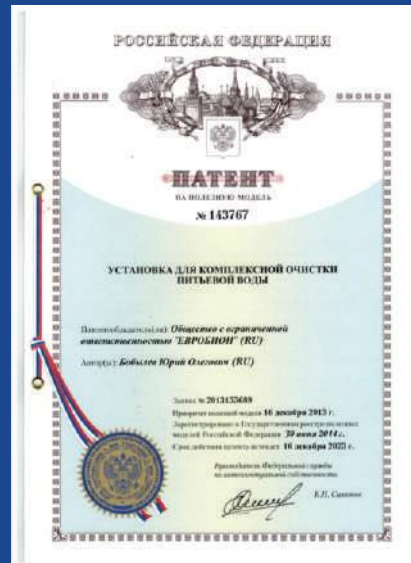 РОССИЙСКАЯ ФЕДЕРАЦИЯ
ПАТЕНТ
НА ПОЛЕЗНУЮ МОДЕЛЬ
№ 143767
УСТАНОВКА ДЛЯ КОМПЛЕКСНОЙ ОЧИСТКИ
ПИТЬЕВОЙ ВОДЫ
Патентообладатель(ли): Общество с ограниченной
ответственностью "ЕВРОБИОН" (RU)
Автор(ы): Бобылев Юрий Олегович (RU)
Заявка № 2013155689
Приоритет полезной модели 16 декабря 2013 г.
Зарегистрировано в Государственном реестре полезных
моделей Российской Федерации 30 июня 2014 г.
Срок действия патента истекает 16 декабря 2023 г.
Руководитель Федеральной службы
по интеллектуальной собственности
Б.П. Симонов